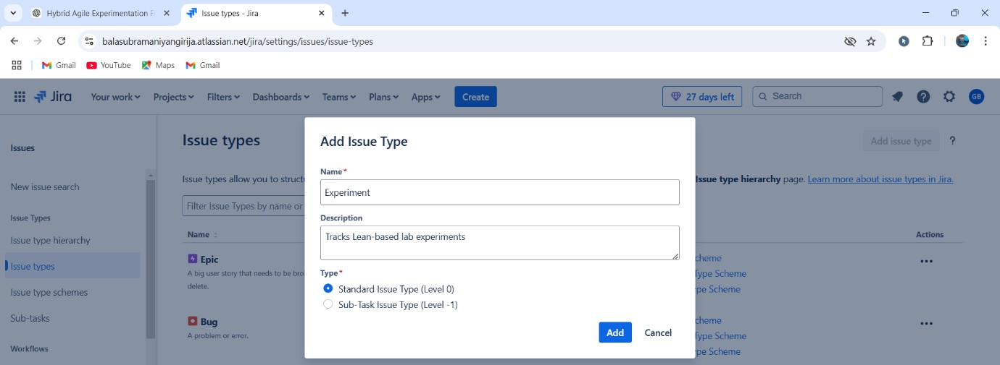 Hybrid Agile Experimentation F
Issue types - Jira
balasubramaniyangirija.atlassian.net/jira/settings/issues/issue-types
Gmail
YouTube
Maps
Gmail
Jira
Your work
Projects
Filters
Dashboards
Teams
Plans
Apps
Create
27 days left
Search
GB
Issues
New issue search
Issue Types
Issue type hierarchy
Issue types
Issue type schemes
Sub-tasks
Workflows
Issue types
Add issue type
?
Issue types allow you to struct
Issue type hierarchy page. Learn more about issue types in Jira.
Filter Issue Types by name or
Name
Actions
Epic
A big user story that needs to be bro
delete.
cheme
Type Scheme
ype Scheme
Bug
A problem or error.
cheme
Type Scheme
ype Scheme
Add Issue Type
Name*
Experiment
Description
Tracks Lean-based lab experiments
Type*
Standard Issue Type (Level 0)
Sub-Task Issue Type (Level -1)
Add
Cancel